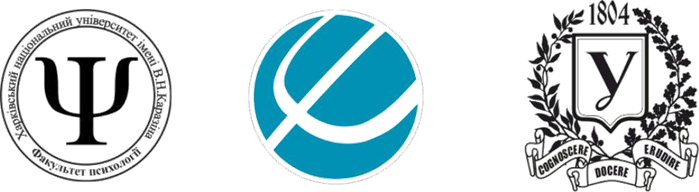 Харківський національний університет імені В.Н.Каразіна
Ψ
Факультет психології
1804
У
COGNOSCERE
DOCERE
ERUDIRE